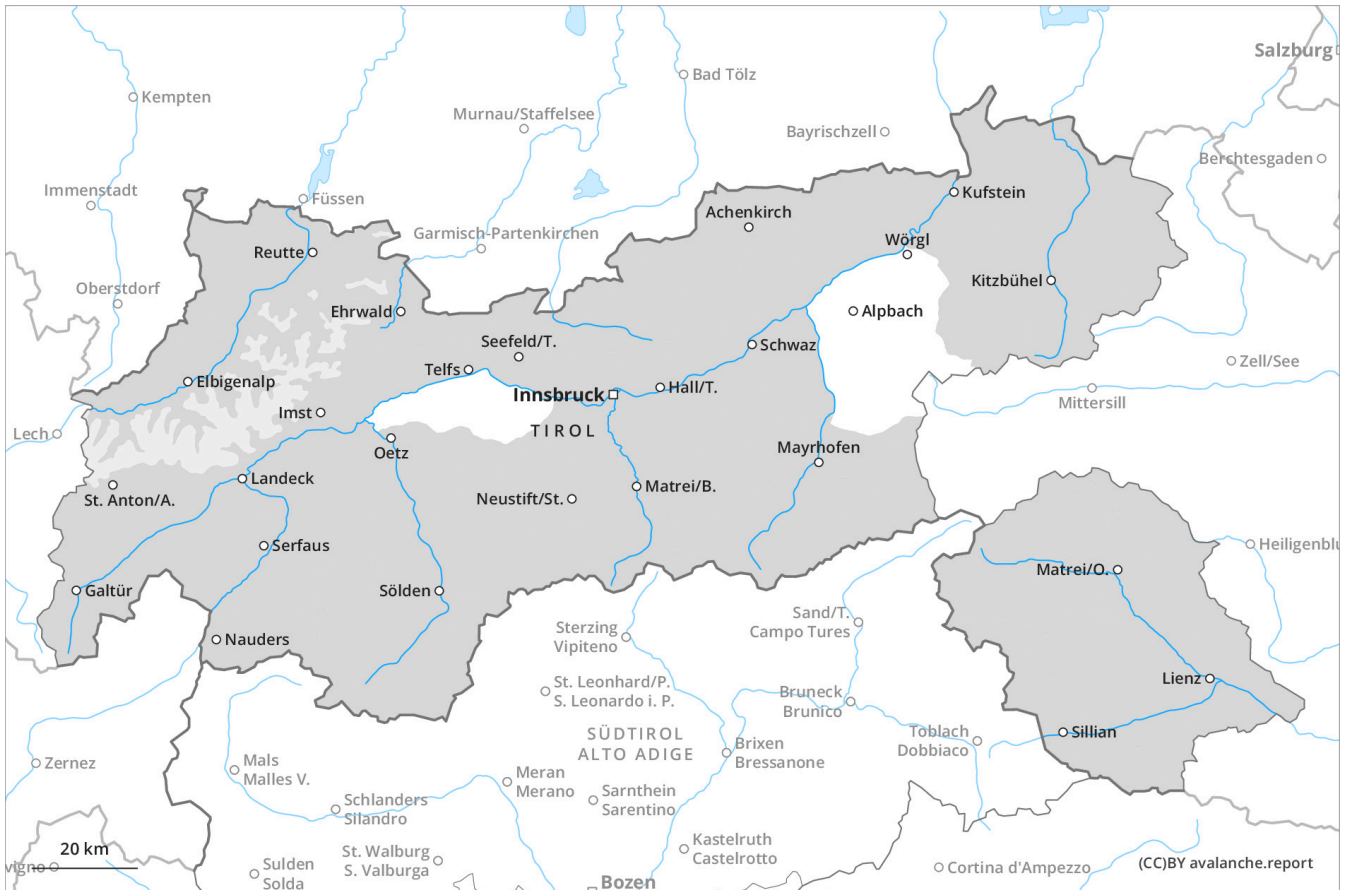 Salzburg
Bad Tölz
Kempten
Murnau/Staffelsee
Bayrischzell
Berchtesgaden
Immenstadt
Füssen
Kufstein
Achenkirch
Garmisch-Partenkirchen
Wörgl
Reutte
Kitzbühel
Oberstdorf
Ehrwald
Alpbach
Seefeld/T.
Schwaz
Zell/See
Telfs
Elbigenalp
Innsbruck
Hall/T.
Mittersill
Imst
TIROL
Lech
Oetz
Mayrhofen
Landeck
Matrei/B.
St. Anton/A.
Neustift/St.
Serfaus
Heiligenblu
Matrei/O.
Galtür
Sölden
Sand/T.
Campo Tures
Nauders
Sterzing
Vipiteno
Lienz
St. Leonhard/P.
S. Leonardo i. P.
Bruneck
Brunico
SÜDTIROL
ALTO ADIGE
Sillian
Toblach
Dobbiaco
Brixen
Bressanone
Zernez
Mals
Malles V.
Meran
Merano
Sarnthein
Sarentino
Schlanders
Silandro
20 km
St. Walburg
S. Valburga
Kastelruth
Castelrotto
vigno
Sulden
Solda
Cortina d'Ampezzo
(CC)BY avalanche.report
Bozen